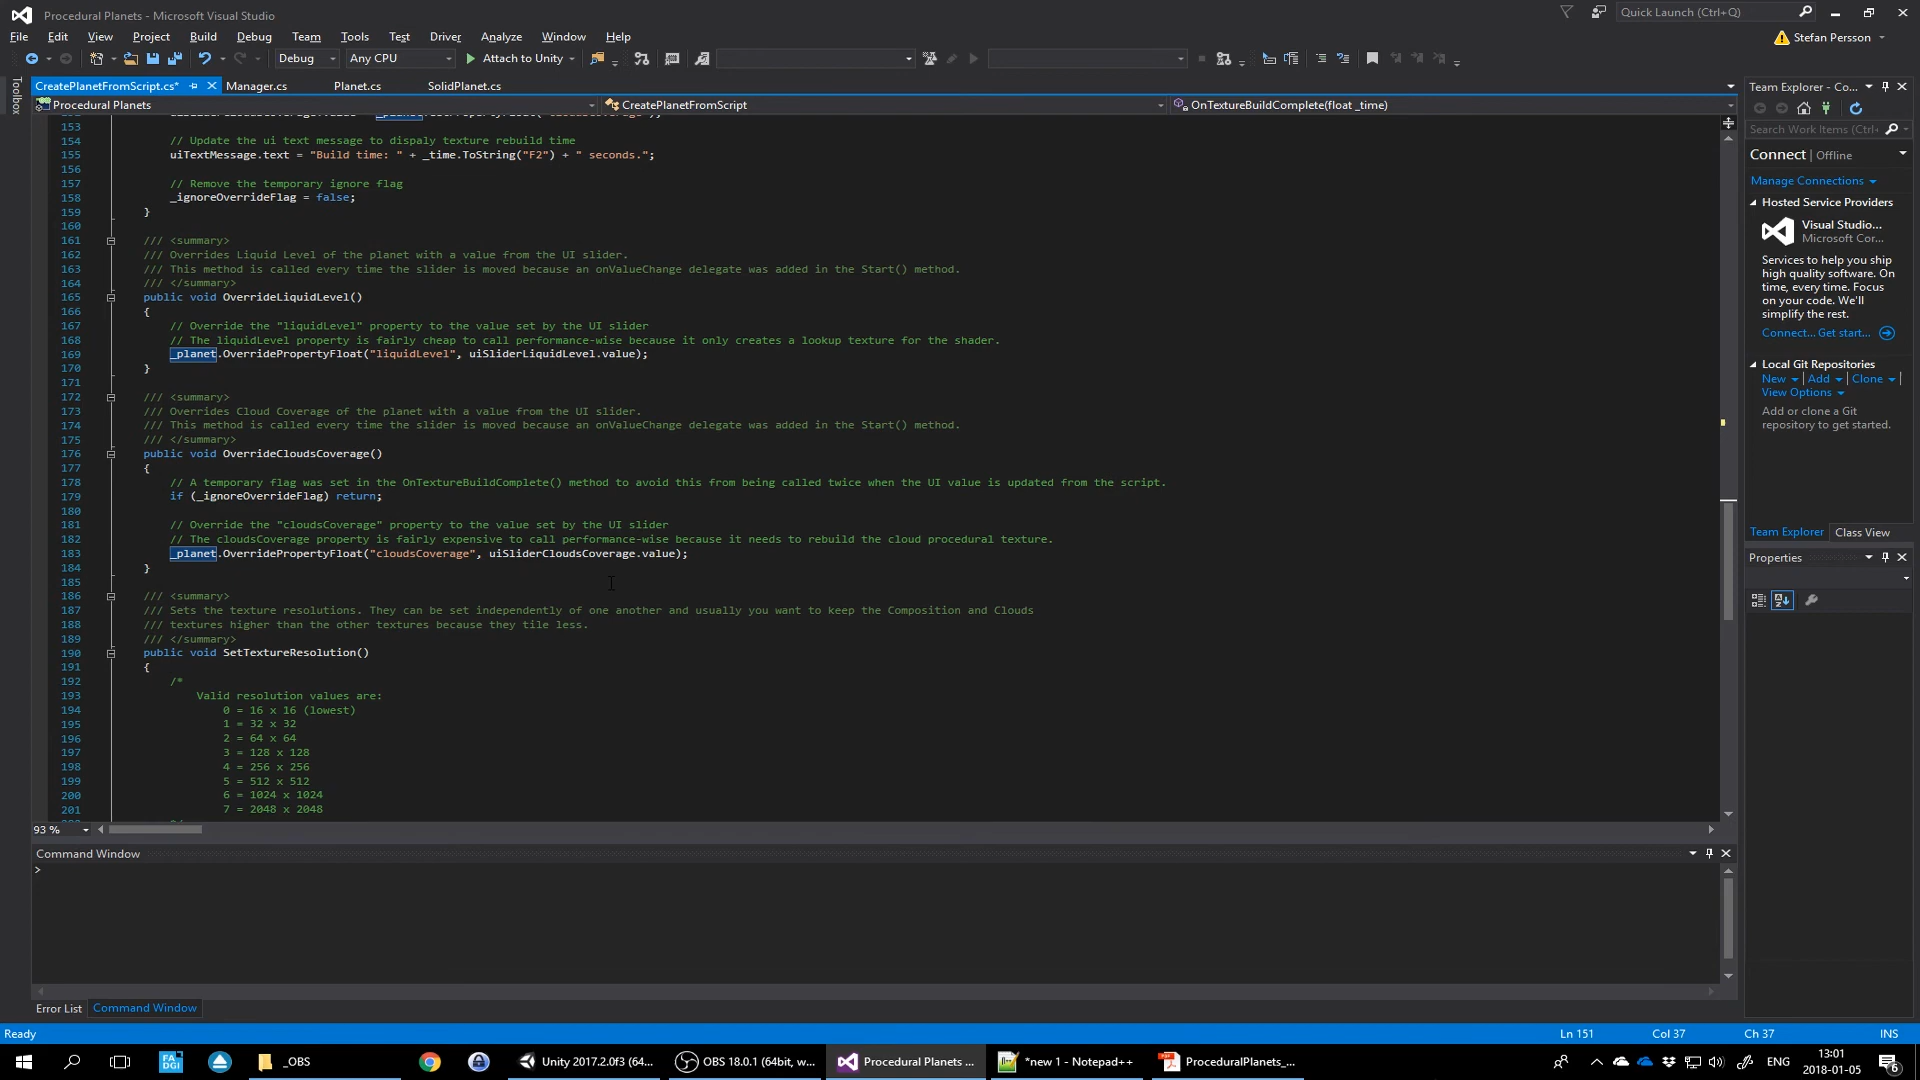 Procedural Planets - Microsoft Visual Studio
Quick Launch (Ctrl+Q)
File Edit View Project Build Debug Team Tools Test Driver Analyze Window Help
Stefan Persson
Debug Any CPU Attach to Unity
CreatePlanetFromScript.cs* Manager.cs Planet.cs SolidPlanet.cs
Procedural Planets CreatePlanetFromScript OnTextureBuildComplete(float _time)
Toolbox
153
154 // Update the ui text message to dispaly texture rebuild time
155 uiTextMessage.text = "Build time: " + _time.ToString("F2") + " seconds.";
156
157 // Remove the temporary ignore flag
158 _ignoreOverrideFlag = false;
159 }
160
161 /// <summary>
162 /// Overrides Liquid Level of the planet with a value from the UI slider.
163 /// This method is called every time the slider is moved because an onValueChange delegate was added in the Start() method.
164 /// </summary>
165 public void OverrideLiquidLevel()
166 {
167 // Override the "liquidLevel" property to the value set by the UI slider
168 // The liquidLevel property is fairly cheap to call performance-wise because it only creates a lookup texture for the shader.
169 _planet.OverridePropertyFloat("liquidLevel", uiSliderLiquidLevel.value);
170 }
171
172 /// <summary>
173 /// Overrides Cloud Coverage of the planet with a value from the UI slider.
174 /// This method is called every time the slider is moved because an onValueChange delegate was added in the Start() method.
175 /// </summary>
176 public void OverrideCloudsCoverage()
177 {
178 // A temporary flag was set in the OnTextureBuildComplete() method to avoid this from being called twice when the UI value is updated from the script.
179 if (_ignoreOverrideFlag) return;
180
181 // Override the "cloudsCoverage" property to the value set by the UI slider
182 // The cloudsCoverage property is fairly expensive to call performance-wise because it needs to rebuild the cloud procedural texture.
183 _planet.OverridePropertyFloat("cloudsCoverage", uiSliderCloudsCoverage.value);
184 }
185
186 /// <summary>
187 /// Sets the texture resolutions. They can be set independently of one another and usually you want to keep the Composition and Clouds
188 /// textures higher than the other textures because they tile less.
189 /// </summary>
190 public void SetTextureResolution()
191 {
192 /*
193 Valid resolution values are:
194 0 = 16 x 16 (lowest)
195 1 = 32 x 32
196 2 = 64 x 64
197 3 = 128 x 128
198 4 = 256 x 256
199 5 = 512 x 512
200 6 = 1024 x 1024
201 7 = 2048 x 2048
93 %
Command Window
>
Error List Command Window
Team Explorer - Co...
Search Work Items (Ctrl+
Connect | Offline
Manage Connections
Hosted Service Providers
Visual Studio...
Microsoft Cor...
Services to help you ship
high quality software. On
time, every time. Focus
on your code. We'll
simplify the rest.
Connect... Get start...
Local Git Repositories
New | Add | Clone |
View Options
Add or clone a Git
repository to get started.
Team Explorer Class View
Properties
Ready Ln 151 Col 37 Ch 37 INS
FA
DGI
_OBS Unity 2017.2.0f3 (64... OBS 18.0.1 (64bit, w... Procedural Planets ... *new 1 - Notepad++ ProceduralPlanets_...
ENG 13:01
2018-01-05
6